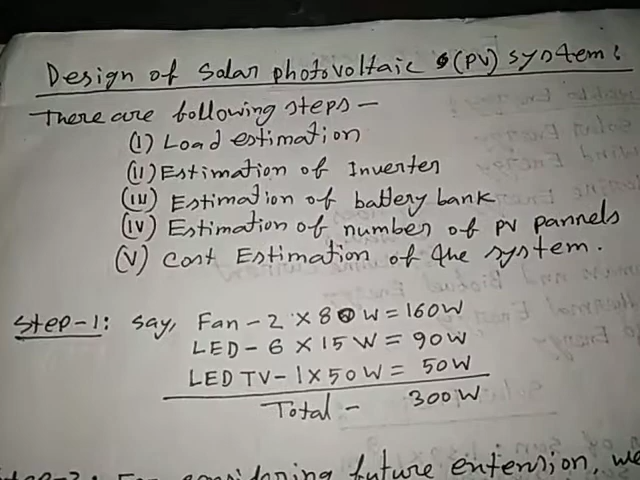 Design of Solar photovoltaic (PV) system:
There are following steps -
(I) Load estimation
(II) Estimation of Inverter
(III) Estimation of battery bank
(IV) Estimation of number of PV pannels
(V) Cost Estimation of the system.
Step-1: Say, Fan - 2 X 80 W = 160W
LED - 6 X 15 W = 90W
LED TV - 1 X 50W = 50W
Total - 300W
considering future extension, we